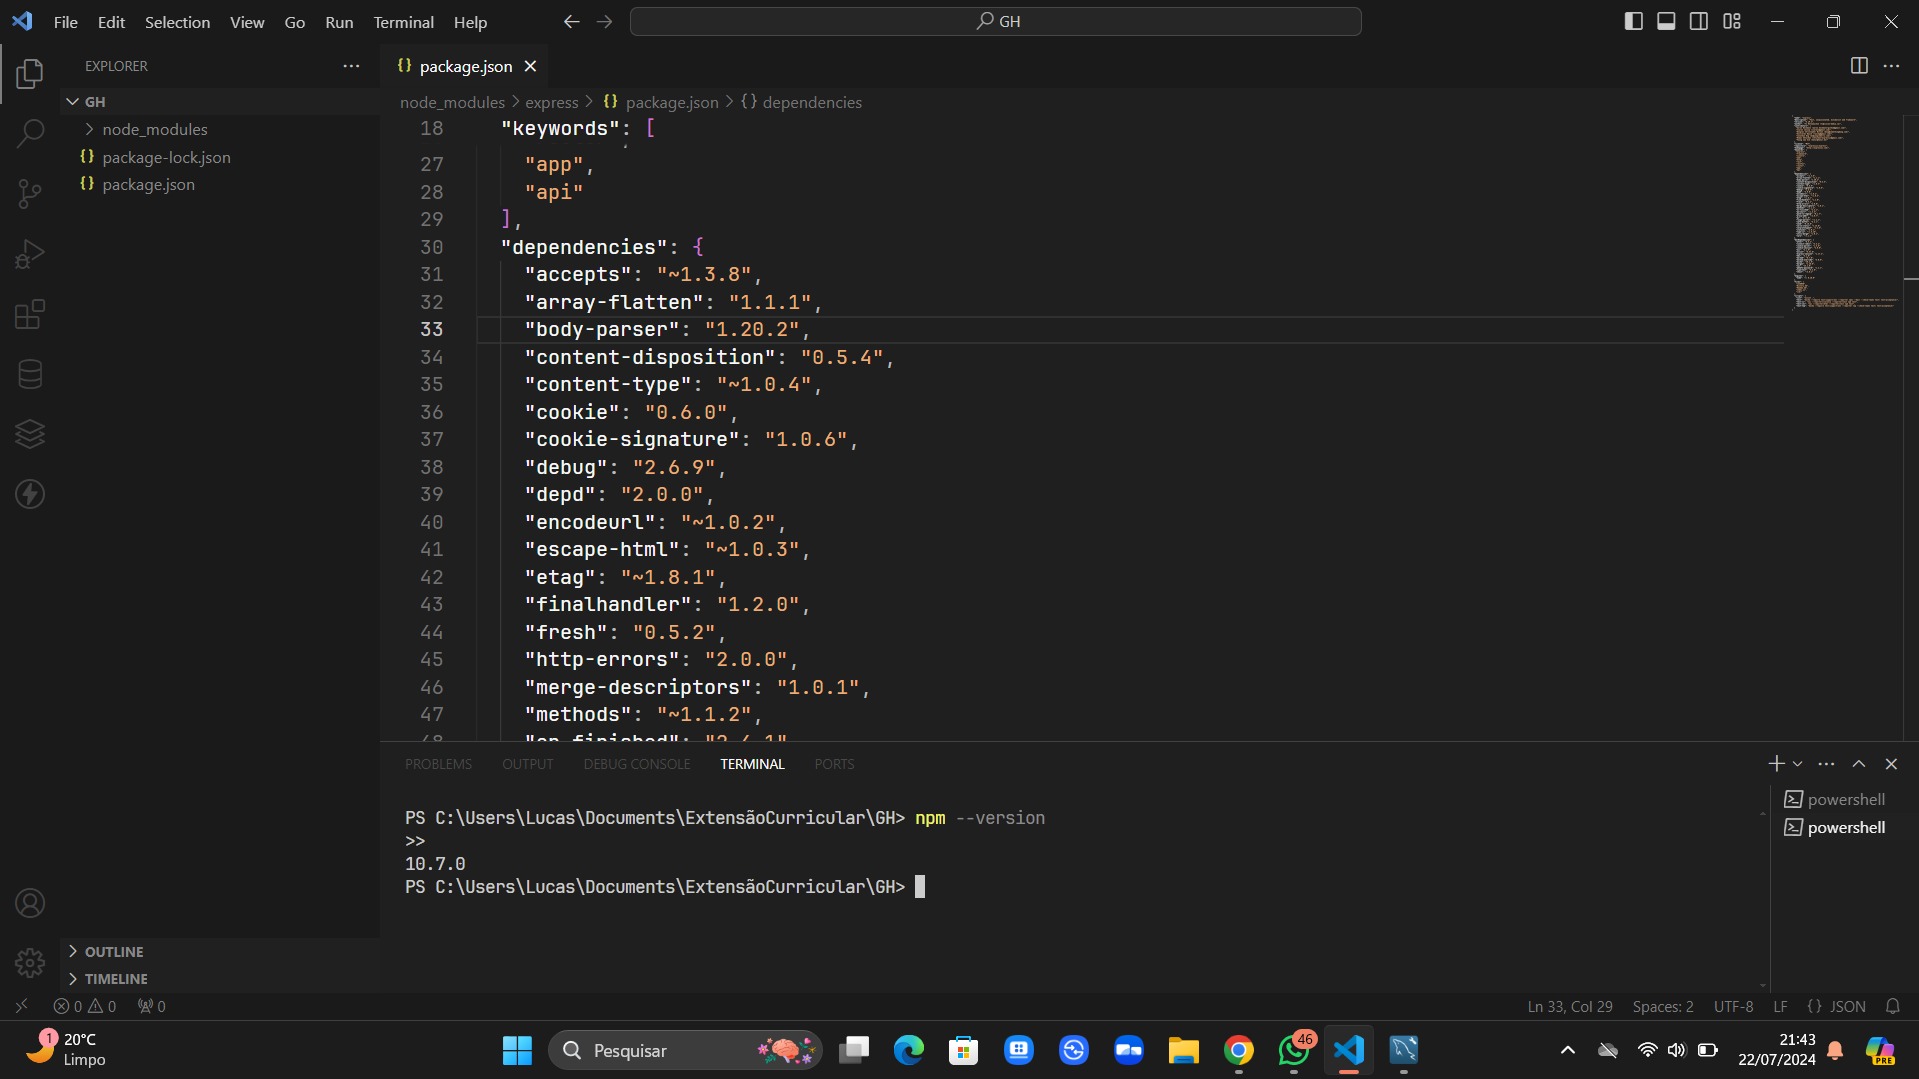 File Edit Selection View Go Run Terminal Help
GH
EXPLORER
GH
node_modules
package-lock.json
package.json
package.json
node_modules > express > {} package.json > {} dependencies
18 "keywords": [
27 "app",
28 "api"
29 ],
30 "dependencies": {
31 "accepts": "~1.3.8",
32 "array-flatten": "1.1.1",
33 "body-parser": "1.20.2",
34 "content-disposition": "0.5.4",
35 "content-type": "~1.0.4",
36 "cookie": "0.6.0",
37 "cookie-signature": "1.0.6",
38 "debug": "2.6.9",
39 "depd": "2.0.0",
40 "encodeurl": "~1.0.2",
41 "escape-html": "~1.0.3",
42 "etag": "~1.8.1",
43 "finalhandler": "1.2.0",
44 "fresh": "0.5.2",
45 "http-errors": "2.0.0",
46 "merge-descriptors": "1.0.1",
47 "methods": "~1.1.2",
48 "on-finished": "2.4.1"
PROBLEMS OUTPUT DEBUG CONSOLE TERMINAL PORTS
PS C:\Users\Lucas\Documents\ExtensãoCurricular\GH> npm --version
>>
10.7.0
PS C:\Users\Lucas\Documents\ExtensãoCurricular\GH>
powershell
powershell
OUTLINE
TIMELINE
0 0 0
Ln 33, Col 29 Spaces: 2 UTF-8 LF {} JSON
1
20°C
Limpo
Pesquisar
46
21:43
22/07/2024
PRE